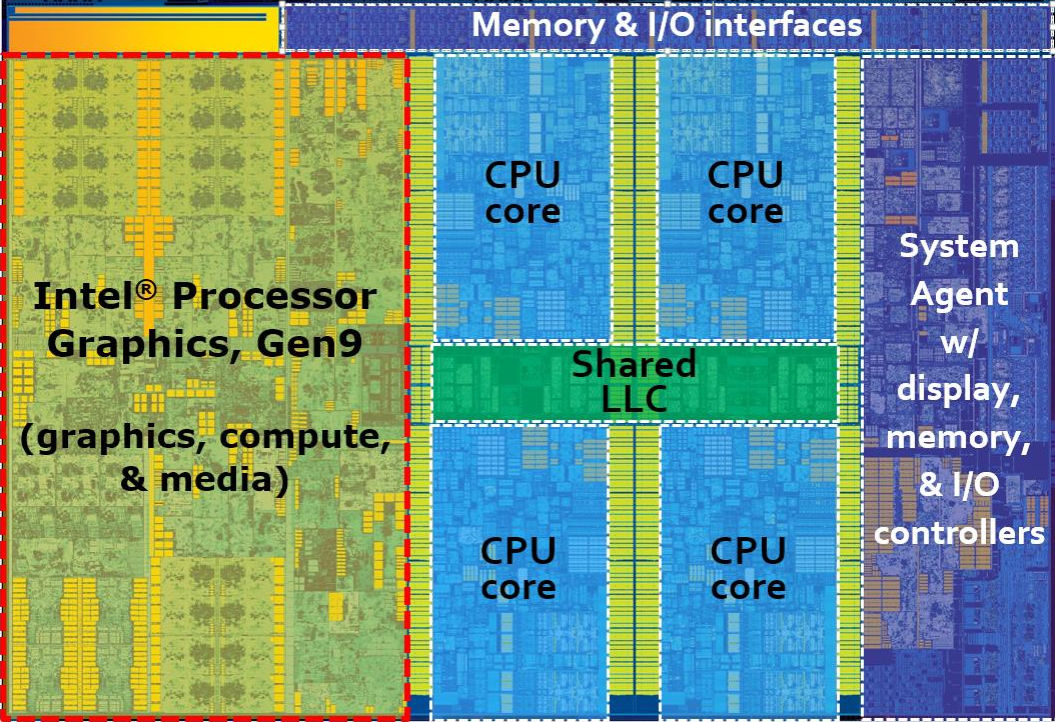 Memory & I/O interfaces
CPU
core
CPU
core
System
Agent
w/
display,
memory,
& I/O
controllers
Intel® Processor
Graphics, Gen9
(graphics, compute,
& media)
Shared
LLC
CPU
core
CPU
core